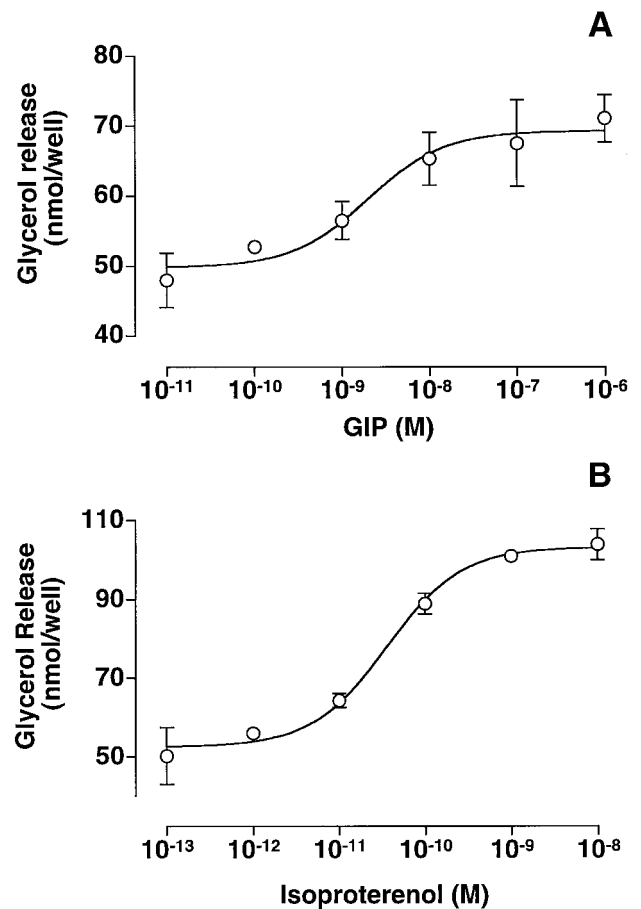 A
Glycerol release
(nmol/well)
80
70
60
50
40
10-11 10-10 10-9 10-8 10-7 10-6
GIP (M)
B
Glycerol Release
(nmol/well)
110
90
70
50
10-13 10-12 10-11 10-10 10-9 10-8
Isoproterenol (M)